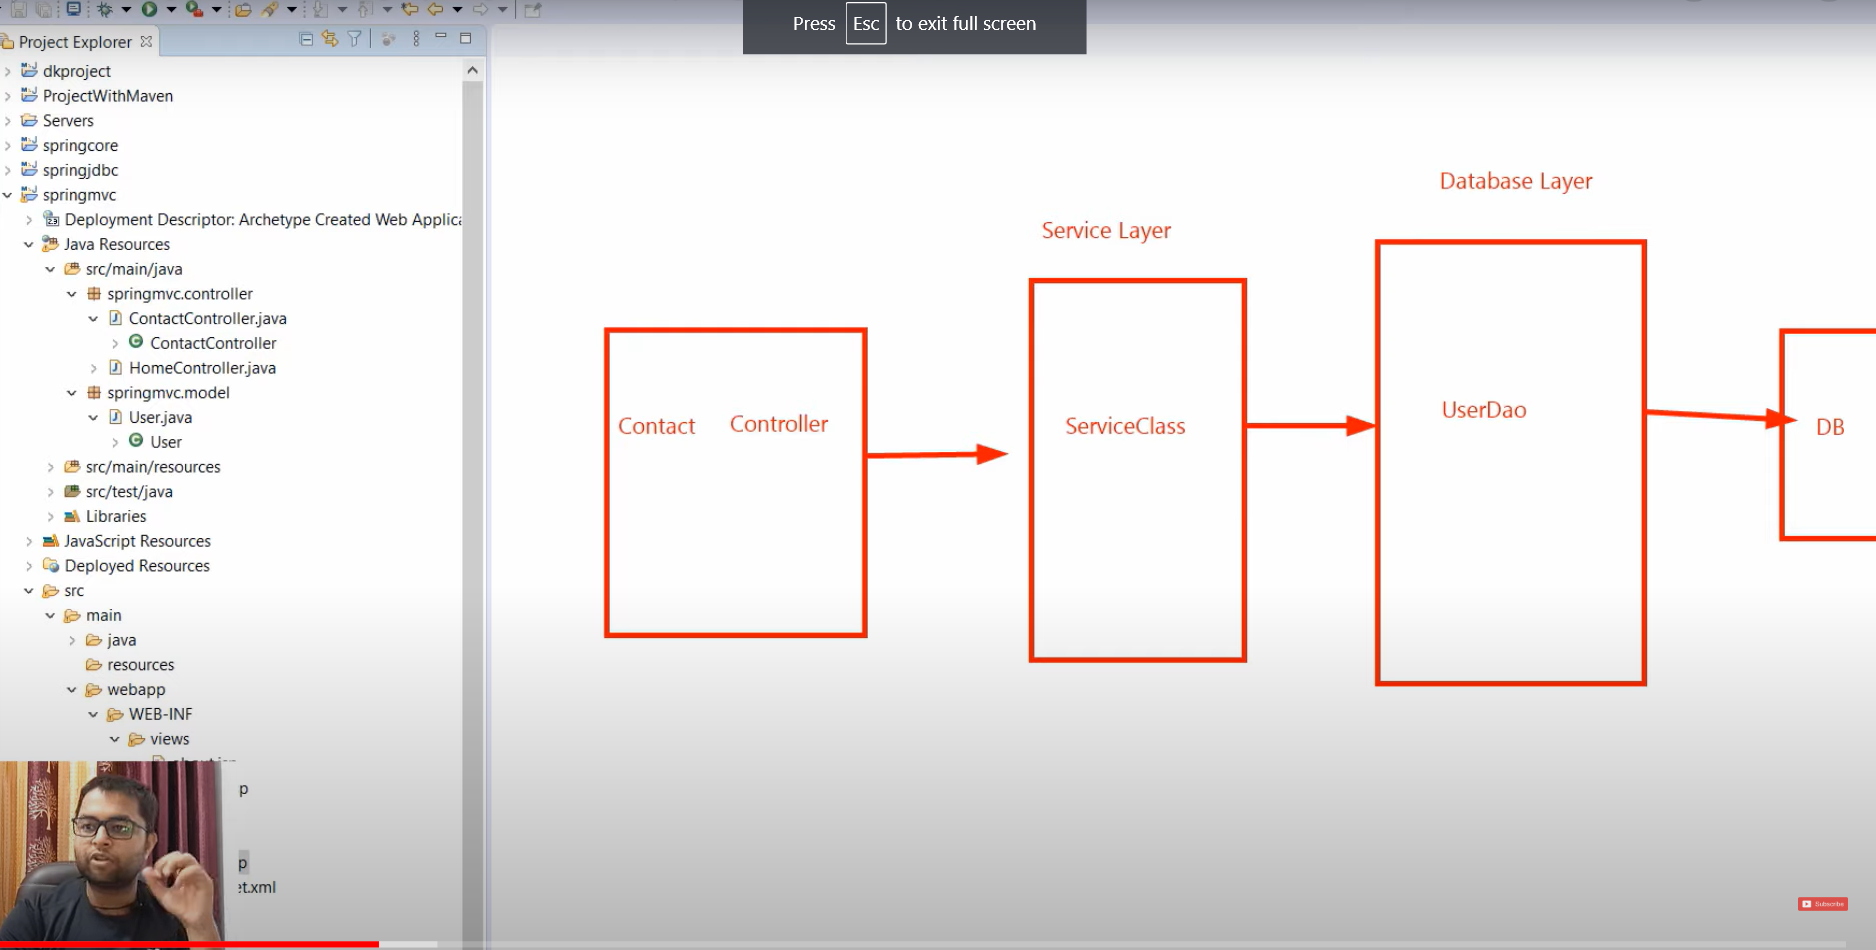 Press Esc to exit full screen
Project Explorer
dkproject
ProjectWithMaven
Servers
springcore
springjdbc
springmvc
Deployment Descriptor: Archetype Created Web Applica
Java Resources
src/main/java
springmvc.controller
ContactController.java
ContactController
HomeController.java
springmvc.model
User.java
User
src/main/resources
src/test/java
Libraries
JavaScript Resources
Deployed Resources
src
main
java
resources
webapp
WEB-INF
views
p
p
et.xml
Contact Controller
Service Layer
ServiceClass
Database Layer
UserDao
DB
Subscribe